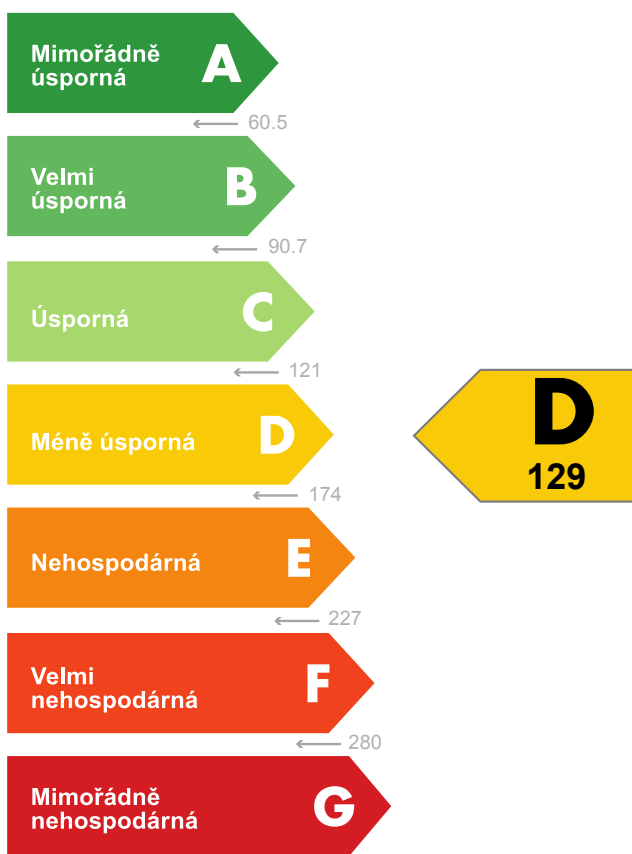 Mimořádně
úsporná
A
60.5
Velmi
úsporná
B
90.7
Úsporná
C
121
Méně úsporná
D
174
D
129
Nehospodárná
E
227
Velmi
nehospodárná
F
280
Mimořádně
nehospodárná
G